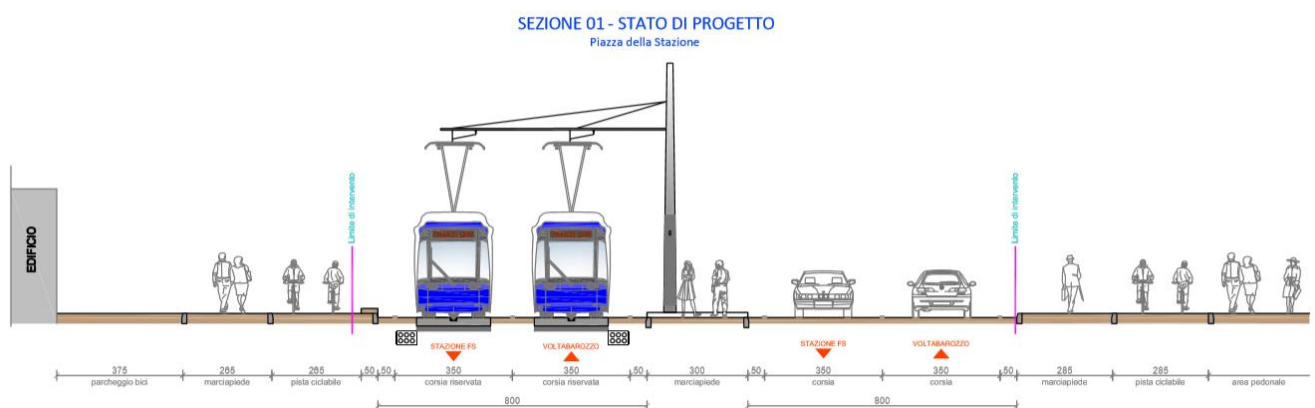 SEZIONE 01 - STATO DI PROGETTO
Piazza della Stazione
EDIFICIO
Limite di intervento
Limite di intervento
STAZIONE FS
VOLTABAROZZO
STAZIONE FS
VOLTABAROZZO
375 265 265 50 50 350 350 50 300 50 350 350 50 285 285
parcheggio bici marciapiede pista ciclabile corsia riservata corsia riservata marciapiede corsia corsia marciapiede pista ciclabile area pedonale
800 800